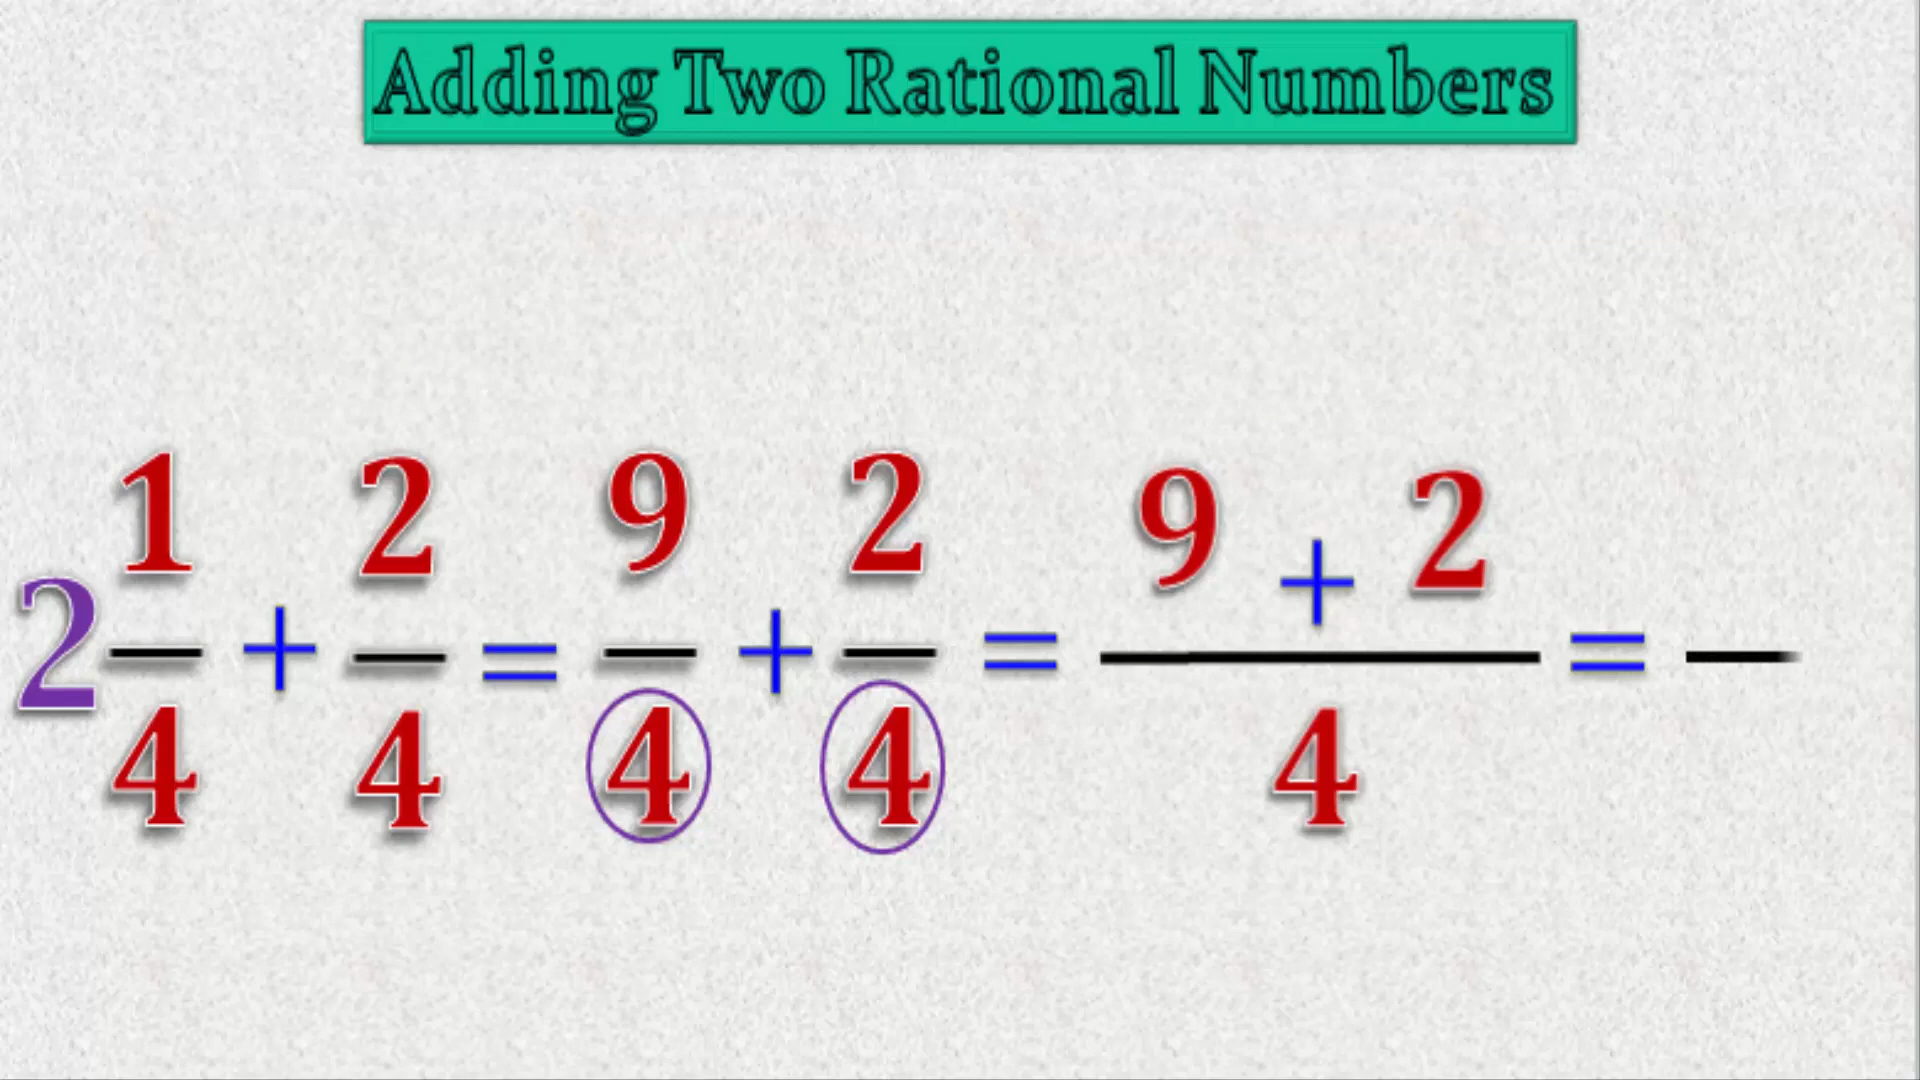 Adding Two Rational Numbers
2 1/4 + 2/4 = 9/4 + 2/4 = 9 + 2/4 = —